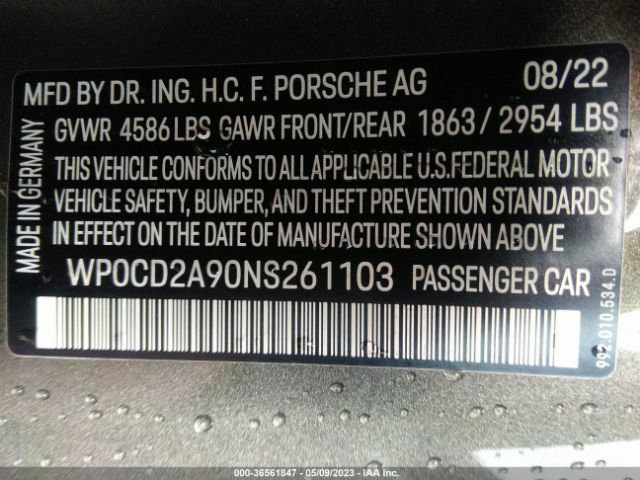 MFD BY DR. ING. H.C. F. PORSCHE AG 08/22
GVWR 4586 LBS GAWR FRONT/REAR 1863 / 2954 LBS
THIS VEHICLE CONFORMS TO ALL APPLICABLE U.S. FEDERAL MOTOR
VEHICLE SAFETY, BUMPER, AND THEFT PREVENTION STANDARDS
IN EFFECT ON THE DATE OF MANUFACTURE SHOWN ABOVE
WP0CD2A90NS261103 PASSENGER CAR
MADE IN GERMANY
992.010.534.D
000-36561847 - 05/09/2023 - IAAI.COM